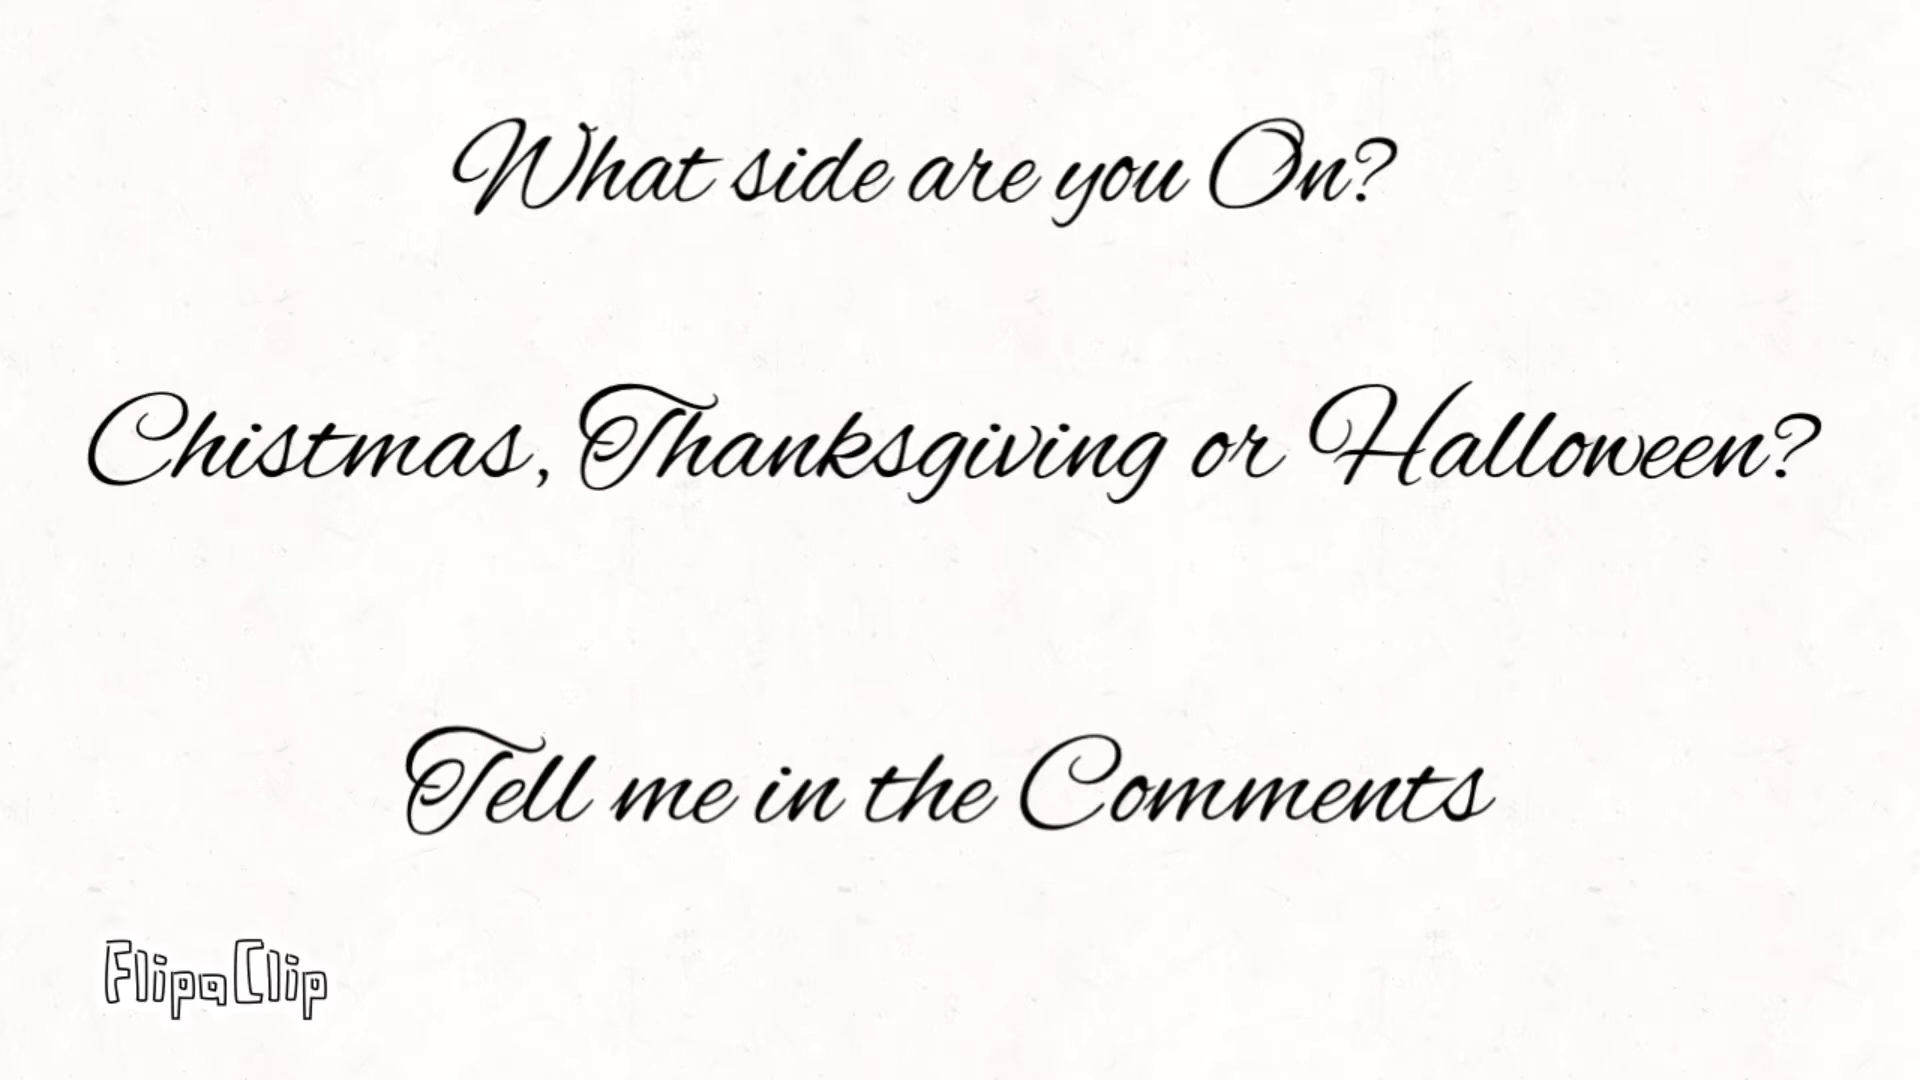 What side are you On?
Chistmas, Thanksgiving or Halloween?
Tell me in the Comments
FlipaClip